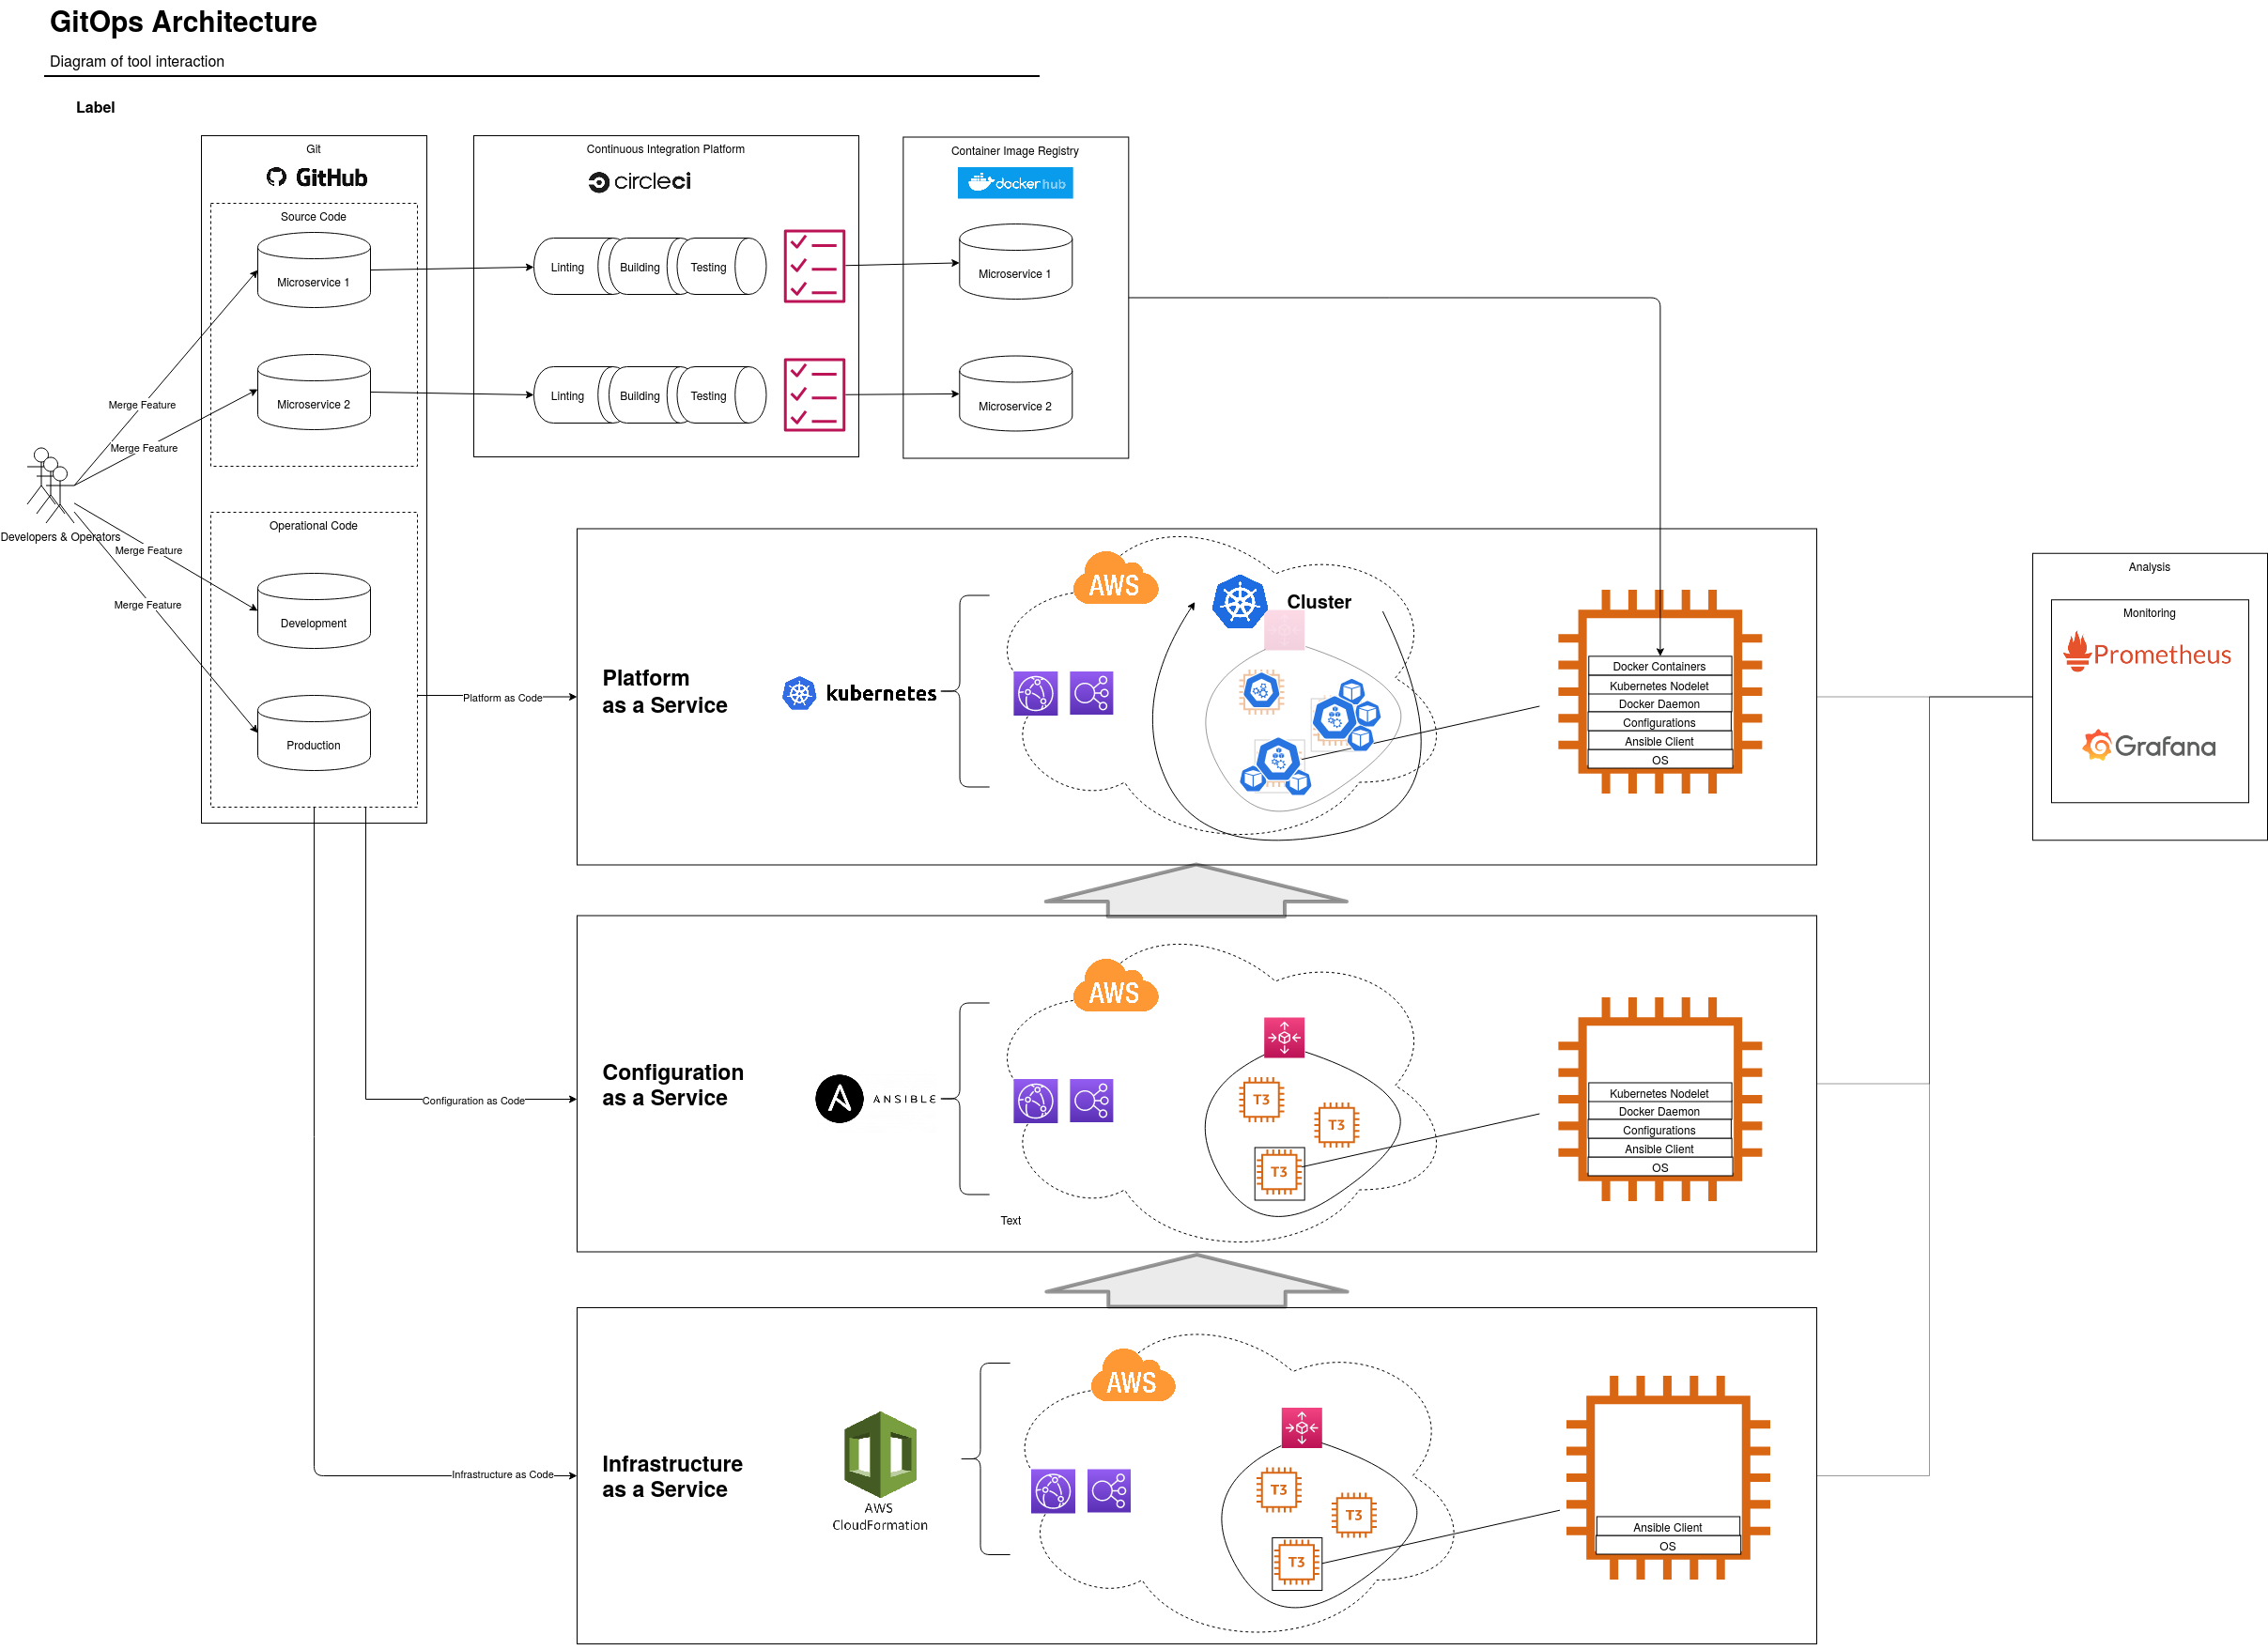 GitOps Architecture
Diagram of tool interaction
Label
Git
GitHub
Source Code
Microservice 1
Microservice 2
Continuous Integration Platform
circleci
Linting
Building
Testing
Linting
Building
Testing
Container Image Registry
docker hub
Microservice 1
Microservice 2
Merge Feature
Merge Feature
Developers & Operators
Merge Feature
Merge Feature
Operational Code
Development
Production
Platform as Code
Platform
as a Service
kubernetes
AWS
Cluster
Docker Containers
Kubernetes Nodelet
Docker Daemon
Configurations
Ansible Client
OS
Analysis
Monitoring
Prometheus
Grafana
Configuration as Code
Configuration
as a Service
ANSIBLE
AWS
T3
T3
T3
Text
Kubernetes Nodelet
Docker Daemon
Configurations
Ansible Client
OS
Infrastructure as Code
Infrastructure
as a Service
AWS
CloudFormation
AWS
T3
T3
T3
Ansible Client
OS